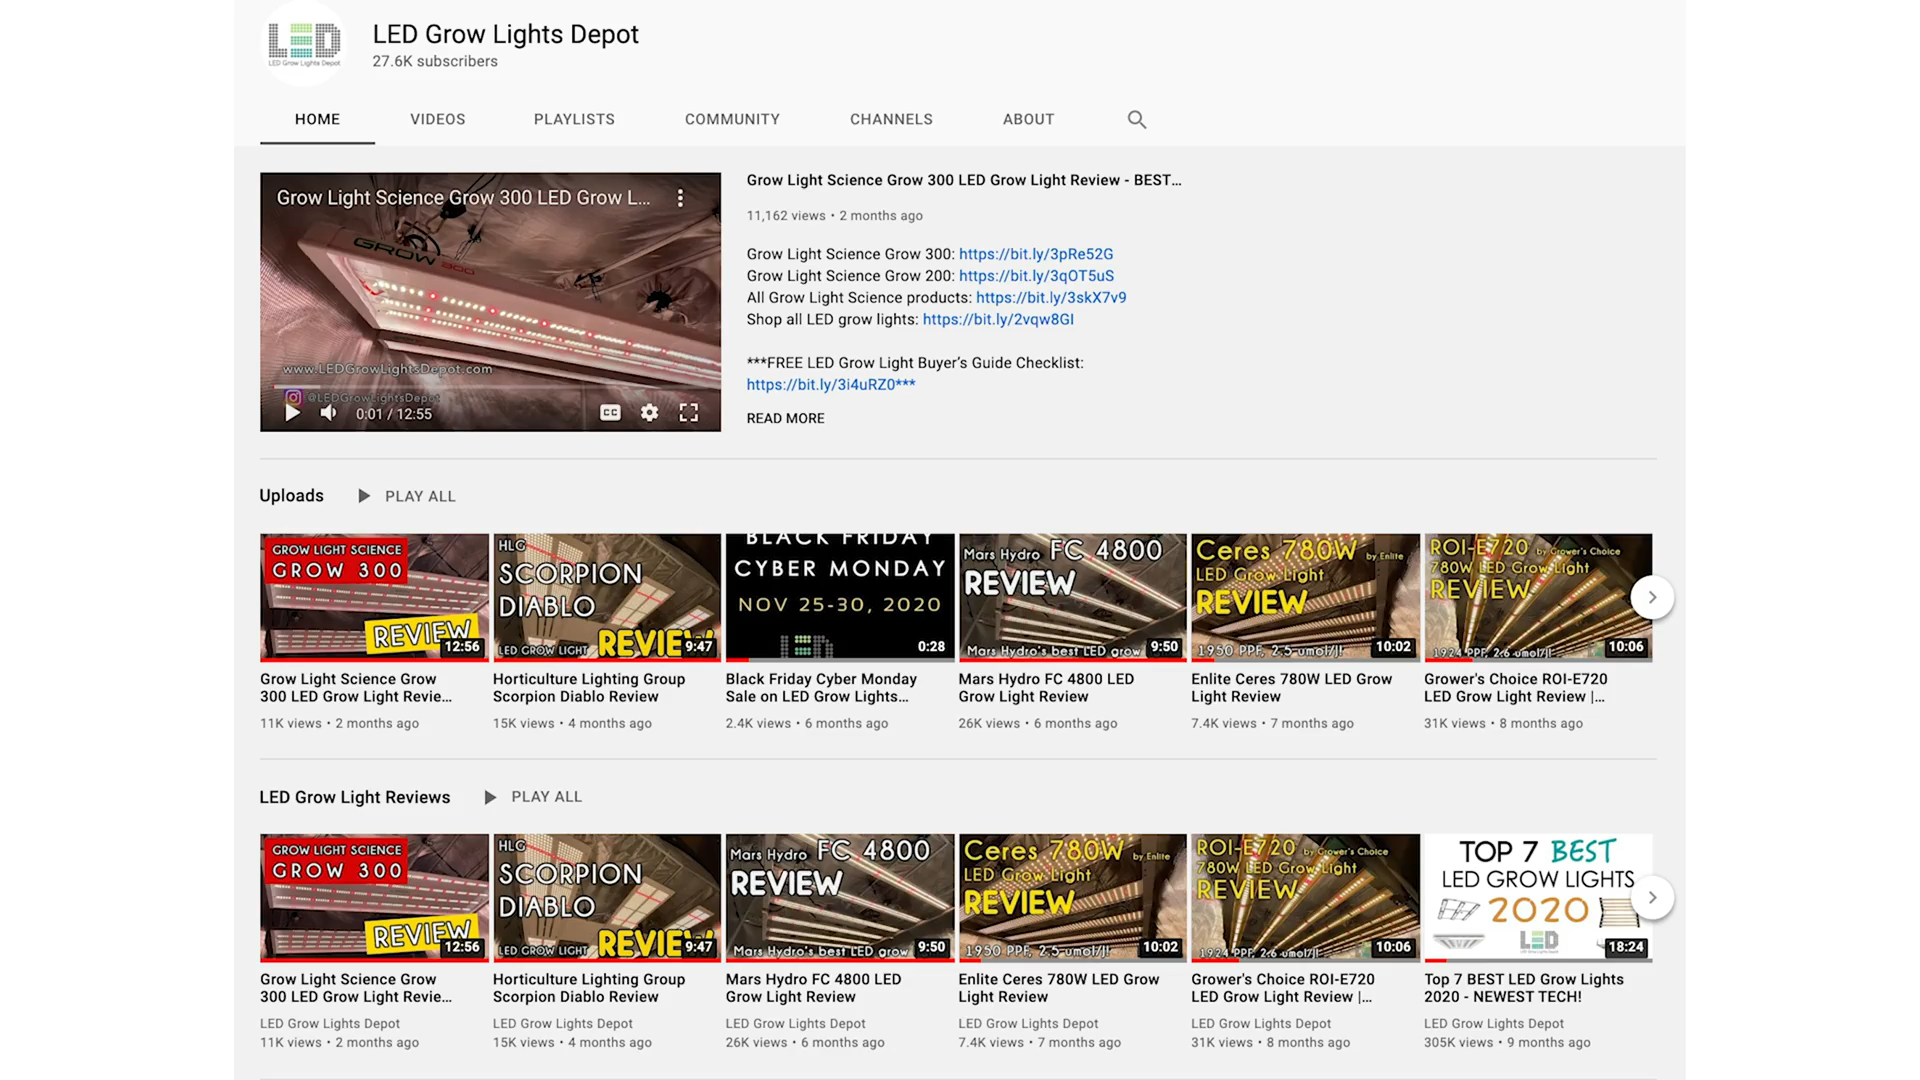 LED
LED Grow Lights Depot
LED Grow Lights Depot
27.6K subscribers
HOME
VIDEOS
PLAYLISTS
COMMUNITY
CHANNELS
ABOUT
Grow Light Science Grow 300 LED Grow L...
GROW 300
www.LEDGrowLightsDepot.com
@LEDGrowLightsDepot
0:01 / 12:55
CC
Grow Light Science Grow 300 LED Grow Light Review - BEST...
11,162 views • 2 months ago
Grow Light Science Grow 300: https://bit.ly/3pRe52G
Grow Light Science Grow 200: https://bit.ly/3qOT5uS
All Grow Light Science products: https://bit.ly/3skX7v9
Shop all LED grow lights: https://bit.ly/2vqw8GI
***FREE LED Grow Light Buyer's Guide Checklist:
https://bit.ly/3i4uRZ0***
READ MORE
Uploads
PLAY ALL
GROW LIGHT SCIENCE
GROW 300
REVIEW
12:56
Grow Light Science Grow
300 LED Grow Light Revie...
11K views • 2 months ago
HLG
SCORPION
DIABLO
LED GROW LIGHT REVIEW
9:47
Horticulture Lighting Group
Scorpion Diablo Review
15K views • 4 months ago
BLACK FRIDAY
CYBER MONDAY
NOV 25-30, 2020
LED
0:28
Black Friday Cyber Monday
Sale on LED Grow Lights...
2.4K views • 6 months ago
Mars Hydro FC 4800
REVIEW
Mars Hydro's best LED grow
9:50
Mars Hydro FC 4800 LED
Grow Light Review
26K views • 6 months ago
Ceres 780W by Enlite
LED Grow Light
REVIEW
1950 PPF, 2.5 umol/J!
10:02
Enlite Ceres 780W LED Grow
Light Review
7.4K views • 7 months ago
ROI-E720 by Grower's Choice
780W LED Grow Light
REVIEW
1924 PPF, 2.6 umol/J!
10:06
Grower's Choice ROI-E720
LED Grow Light Review |...
31K views • 8 months ago
LED Grow Light Reviews
PLAY ALL
GROW LIGHT SCIENCE
GROW 300
REVIEW
12:56
Grow Light Science Grow
300 LED Grow Light Revie...
LED Grow Lights Depot
11K views • 2 months ago
HLG
SCORPION
DIABLO
LED GROW LIGHT REVIEW
9:47
Horticulture Lighting Group
Scorpion Diablo Review
LED Grow Lights Depot
15K views • 4 months ago
Mars Hydro FC 4800
REVIEW
Mars Hydro's best LED grow
9:50
Mars Hydro FC 4800 LED
Grow Light Review
LED Grow Lights Depot
26K views • 6 months ago
Ceres 780W by Enlite
LED Grow Light
REVIEW
1950 PPF, 2.5 umol/J!
10:02
Enlite Ceres 780W LED Grow
Light Review
LED Grow Lights Depot
7.4K views • 7 months ago
ROI-E720 by Grower's Choice
780W LED Grow Light
REVIEW
1924 PPF, 2.6 umol/J!
10:06
Grower's Choice ROI-E720
LED Grow Light Review |...
LED Grow Lights Depot
31K views • 8 months ago
TOP 7 BEST
LED GROW LIGHTS
2020
LED
18:24
Top 7 BEST LED Grow Lights
2020 - NEWEST TECH!
LED Grow Lights Depot
305K views • 9 months ago